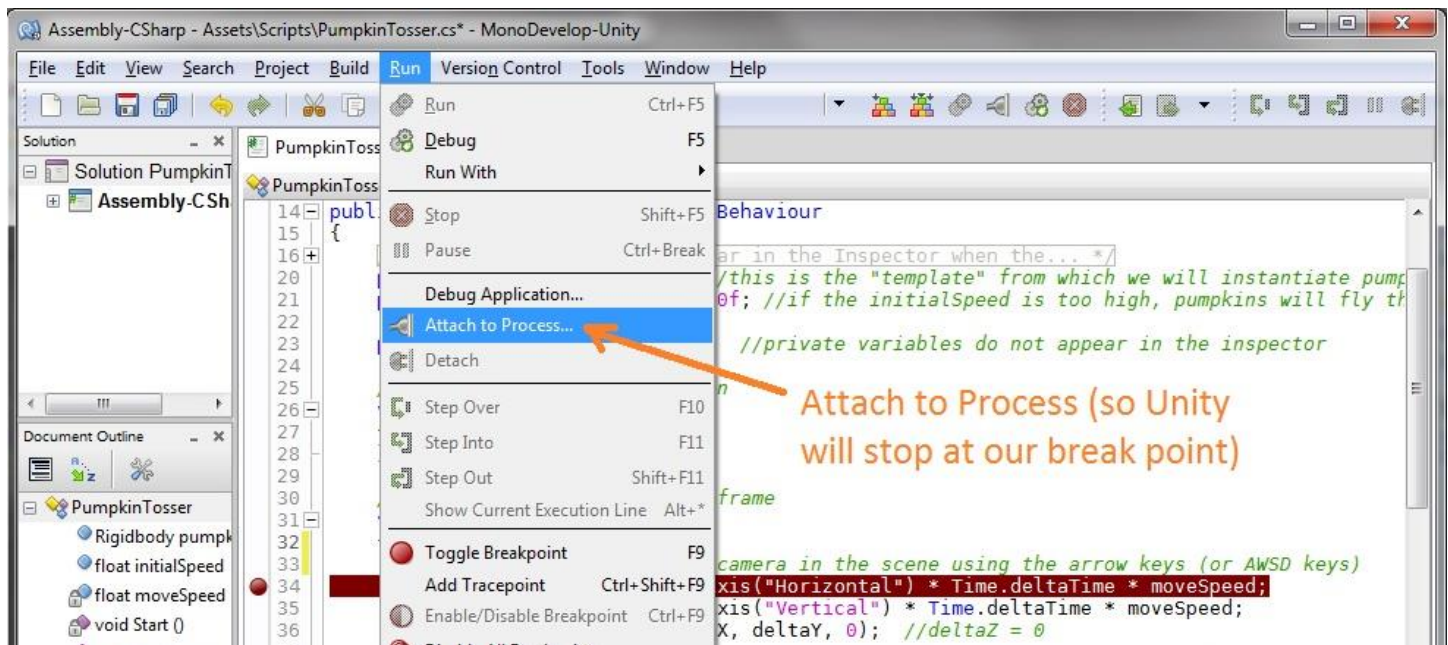 Assembly-CSharp - Assets\Scripts\PumpkinTosser.cs* - MonoDevelop-Unity
File Edit View Search Project Build Run Version Control Tools Window Help
Run Ctrl+F5
Debug F5
Run With
Stop Shift+F5
Pause Ctrl+Break
Debug Application...
Attach to Process...
Detach
Step Over F10
Step Into F11
Step Out Shift+F11
Show Current Execution Line Alt+*
Toggle Breakpoint F9
Add Tracepoint Ctrl+Shift+F9
Enable/Disable Breakpoint Ctrl+F9
Solution
Solution PumpkinT
Assembly-CSh
Document Outline
PumpkinTosser
Rigidbody pumpk
float initialSpeed
float moveSpeed
void Start ()
PumpkinToss
PumpkinToss
14 publ Behaviour
15 {
16 ar in the Inspector when the... */
20 /this is the "template" from which we will instantiate pump
21 0f; //if the initialSpeed is too high, pumpkins will fly th
22
23 //private variables do not appear in the inspector
24
25 n
26
27
28
29
30 frame
31
32
33 camera in the scene using the arrow keys (or AWSD keys)
34 xis("Horizontal") * Time.deltaTime * moveSpeed;
35 xis("Vertical") * Time.deltaTime * moveSpeed;
36 X, deltaY, 0); //deltaZ = 0
Attach to Process (so Unity
will stop at our break point)